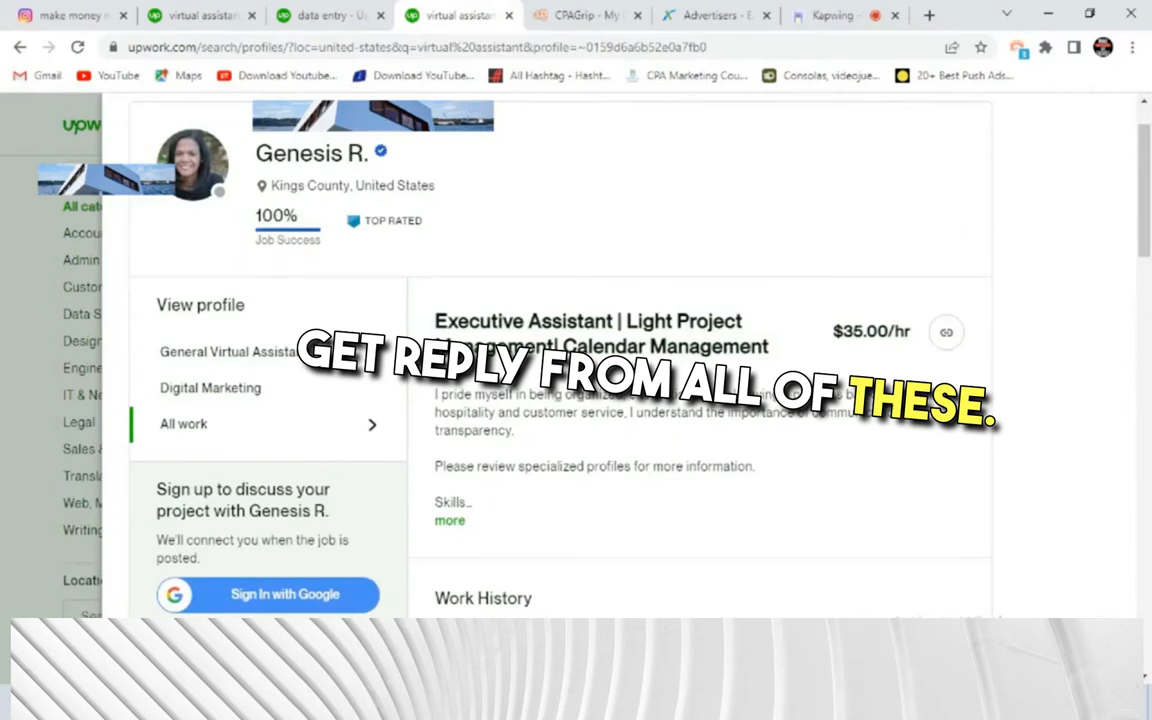 make money m
virtual assistan
data entry - U
virtual assistan
CPAGrip - My
Advertisers - E
Kapwing -
upwork.com/search/profiles/?loc=united-states&q=virtual%20assistant&profile=~0159d6a6b52e0a7fb0
Gmail
YouTube
Maps
Download Youtube...
Download YouTube...
All Hashtag - Hasht...
CPA Marketing Cou...
Consolas, videojue...
20+ Best Push Ads...
upw
Genesis R.
Kings County, United States
100%
TOP RATED
Job Success
All cat
Accou
Admin
Custo
Data S
Desig
Engine
IT & Ne
Legal
Sales &
Transla
Web, M
Writing
Locati
View profile
General Virtual Assista
Digital Marketing
All work
Sign up to discuss your
project with Genesis R.
We'll connect you when the job is
posted.
Sign In with Google
Executive Assistant | Light Project
Calendar Management
$35.00/hr
GET REPLY FROM ALL OF THESE.
I pride myself in being
hospitality and customer service, I understand the importance
transparency.
Please review specialized profiles for more information.
Skills...
more
Work History